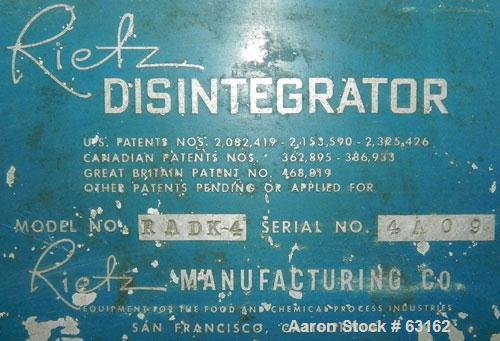 Rietz
DISINTEGRATOR
U.S. PATENTS NOS. 2,082,419 - 2,153,590 - 2,325,426
CANADIAN PATENTS NOS. 362,895 - 386,933
GREAT BRITAIN PATENT NO. 468,819
OTHER PATENTS PENDING OR APPLIED FOR
MODEL NO. RADK-4 SERIAL NO. 4A09
Rietz MANUFACTURING CO.
EQUIPMENT FOR THE FOOD AND CHEMICAL PROCESS INDUSTRIES
SAN FRANCISCO,
Aaron Stock # 63162